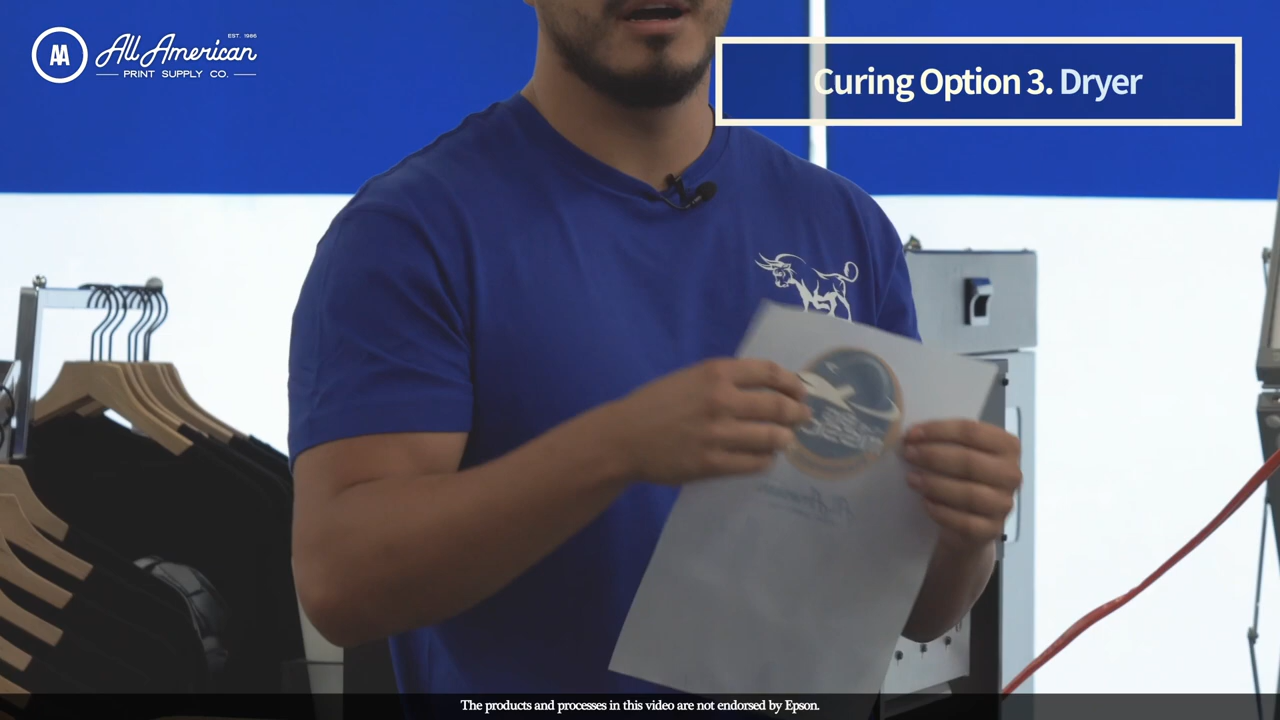 EST. 1986
AA
All American
PRINT SUPPLY CO.
Curing Option 3. Dryer
The products and processes in this video are not endorsed by Epson.